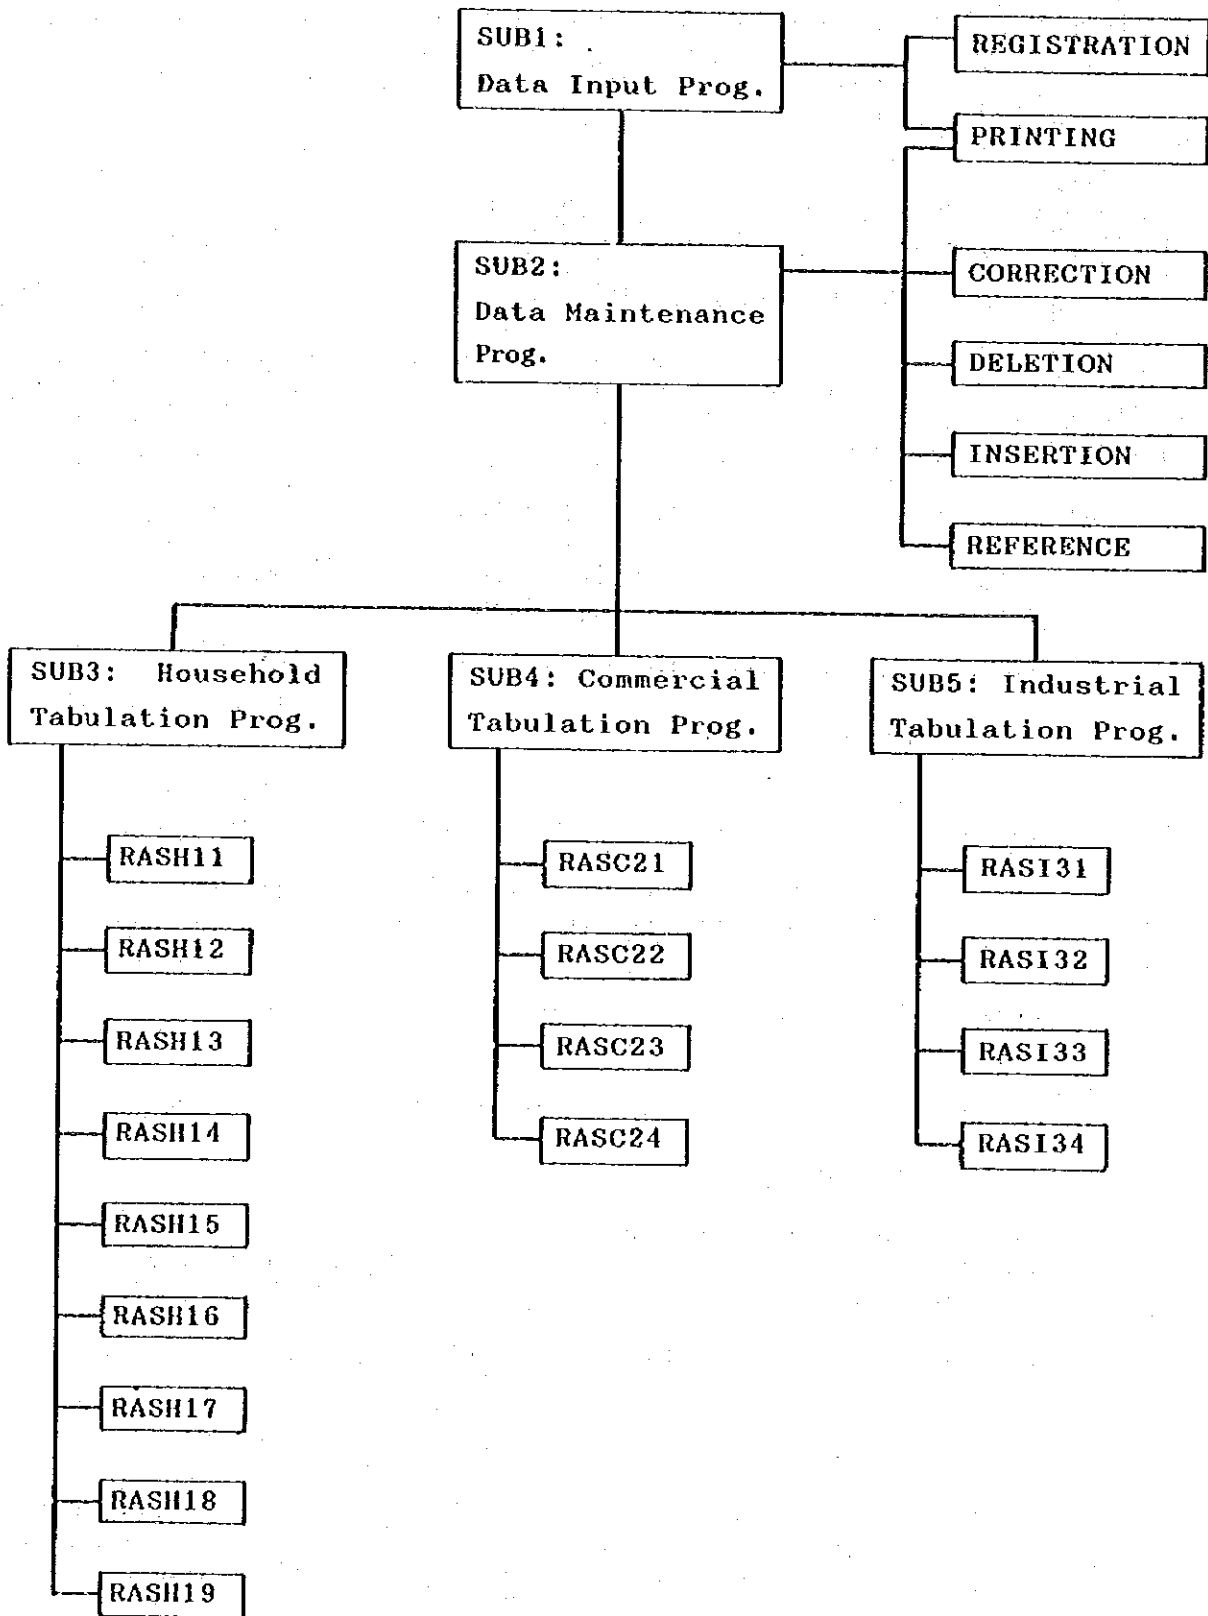 SUB1:
Data Input Prog.
REGISTRATION
PRINTING
SUB2:
Data Maintenance
Prog.
CORRECTION
DELETION
INSERTION
REFERENCE
SUB3: Household
Tabulation Prog.
SUB4: Commercial
Tabulation Prog.
SUB5: Industrial
Tabulation Prog.
RASH11
RASH12
RASH13
RASH14
RASH15
RASH16
RASH17
RASH18
RASH19
RASC21
RASC22
RASC23
RASC24
RASI31
RASI32
RASI33
RASI34